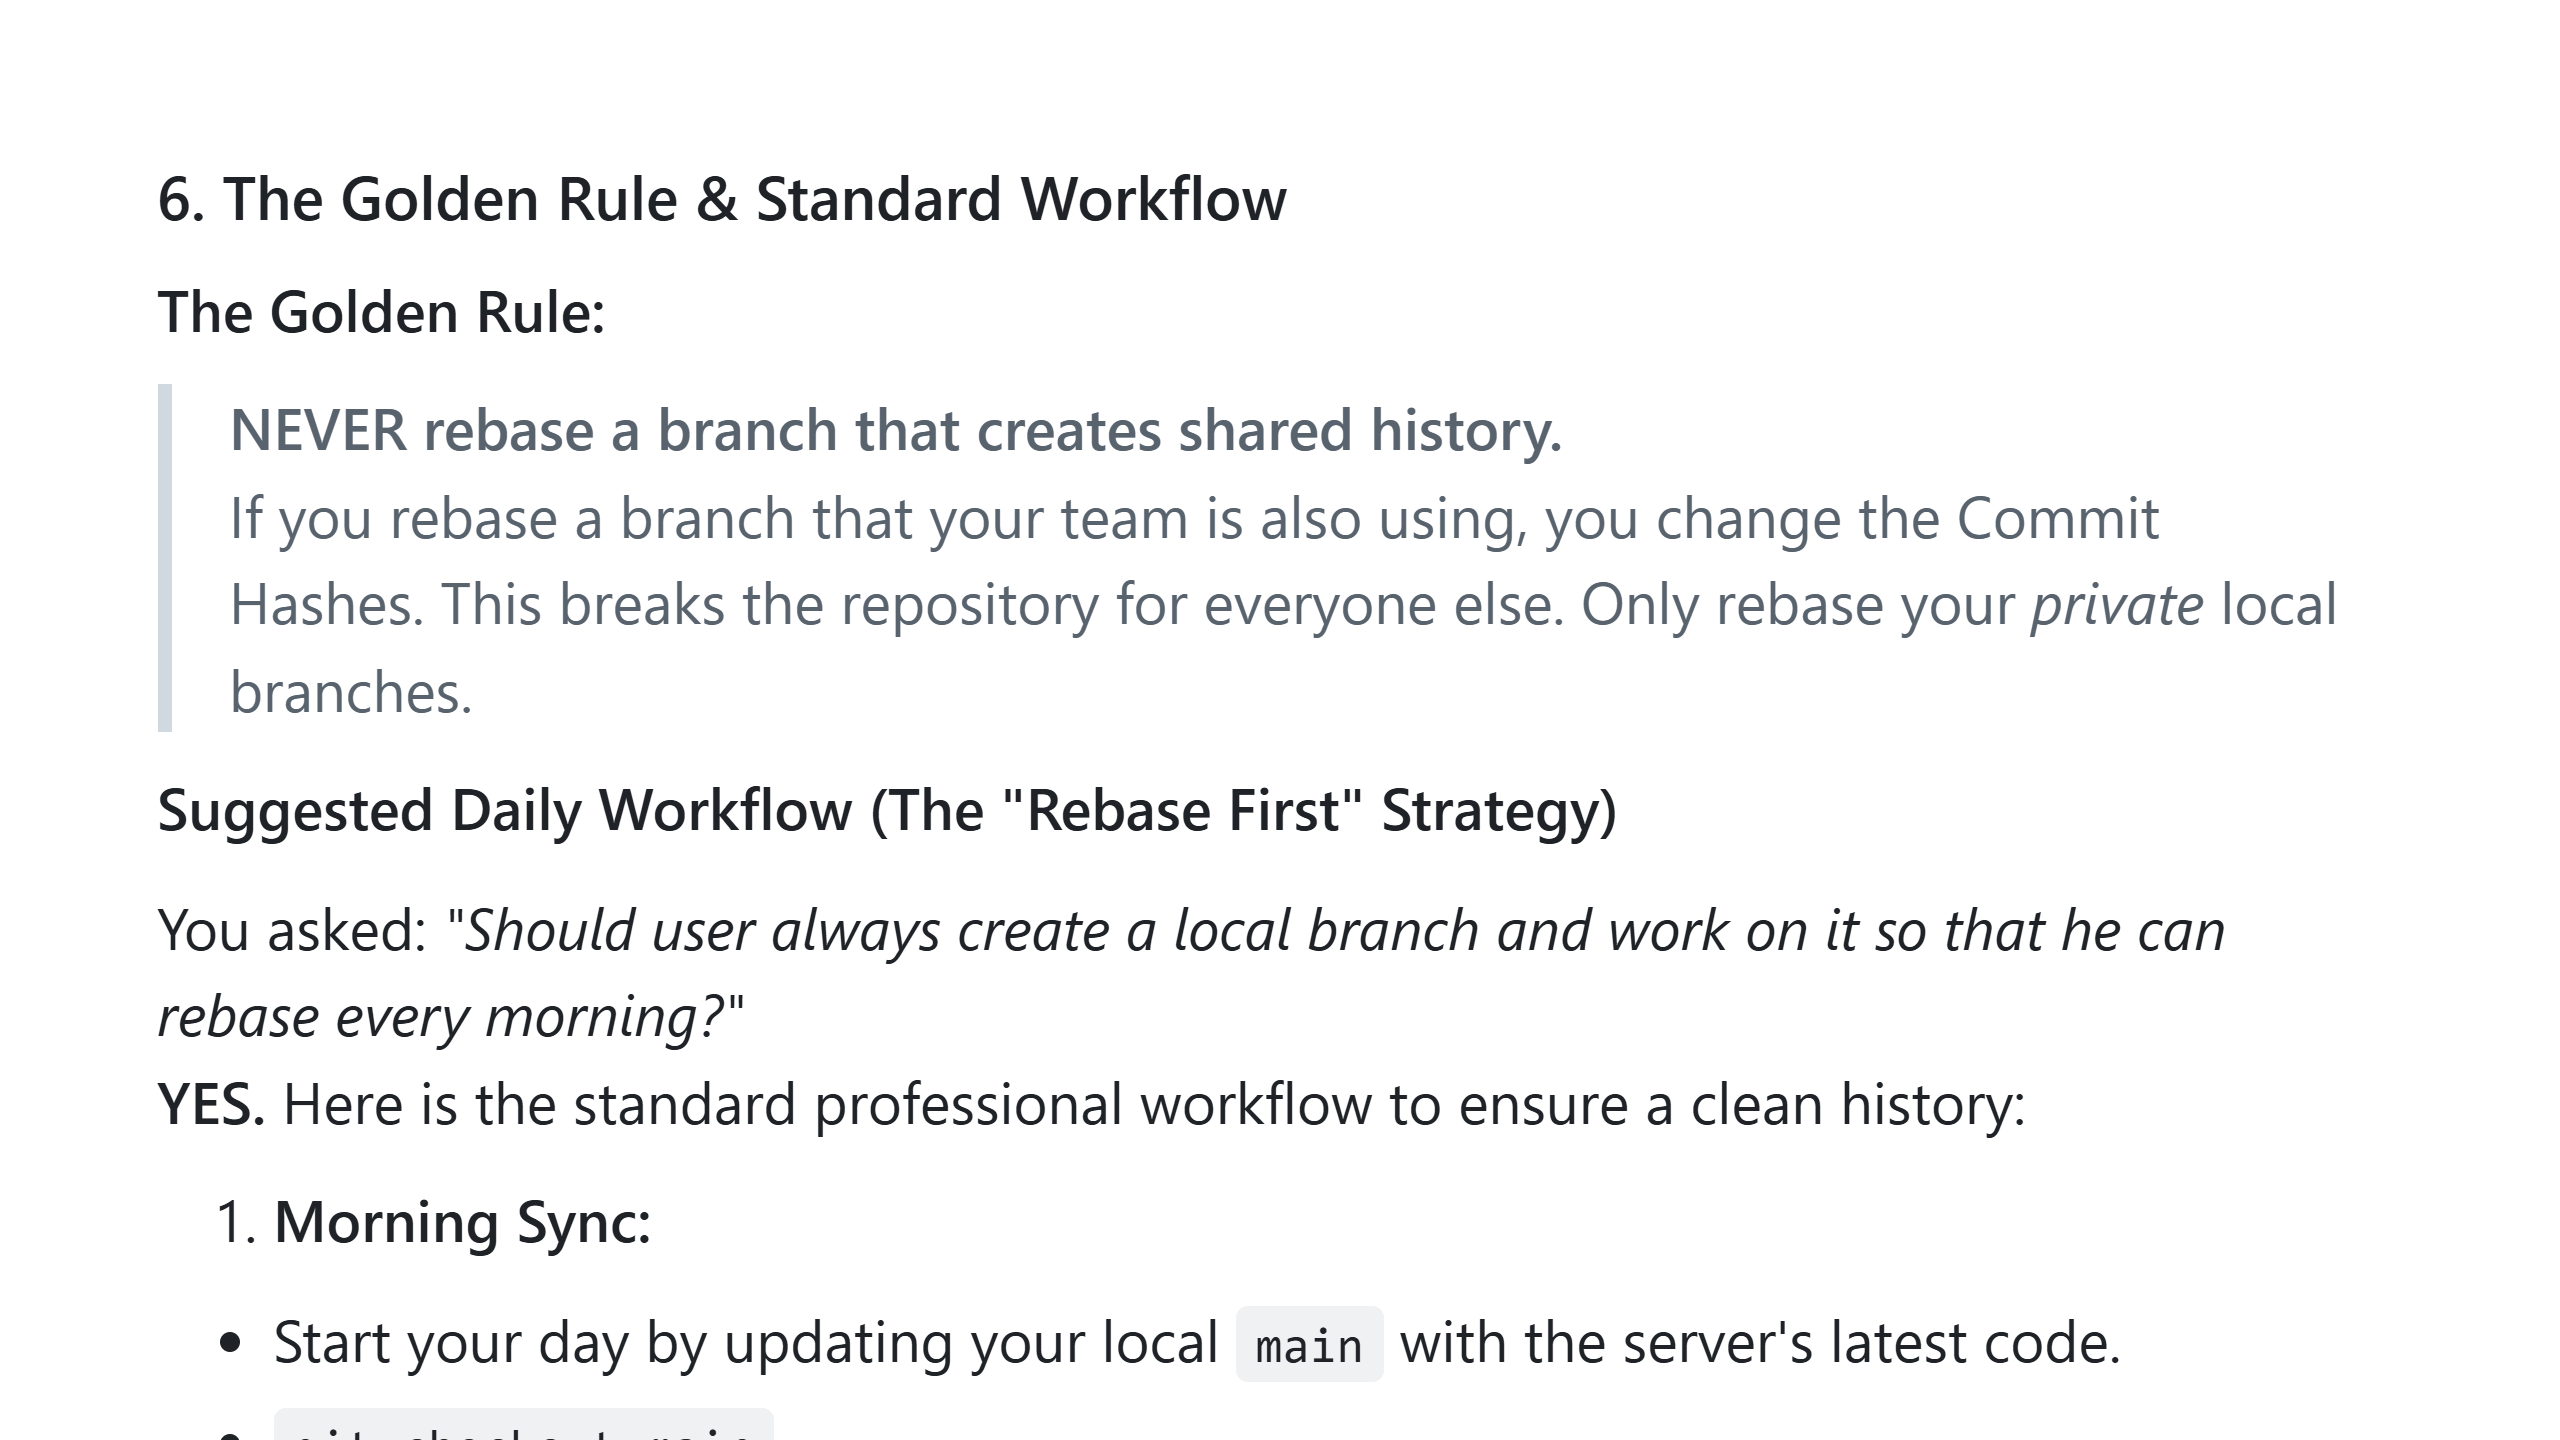 6. The Golden Rule & Standard Workflow
The Golden Rule:
NEVER rebase a branch that creates shared history.
If you rebase a branch that your team is also using, you change the Commit
Hashes. This breaks the repository for everyone else. Only rebase your private local
branches.
Suggested Daily Workflow (The "Rebase First" Strategy)
You asked: "Should user always create a local branch and work on it so that he can
rebase every morning?"
YES. Here is the standard professional workflow to ensure a clean history:
1. Morning Sync:
• Start your day by updating your local main with the server's latest code.
• git checkout main